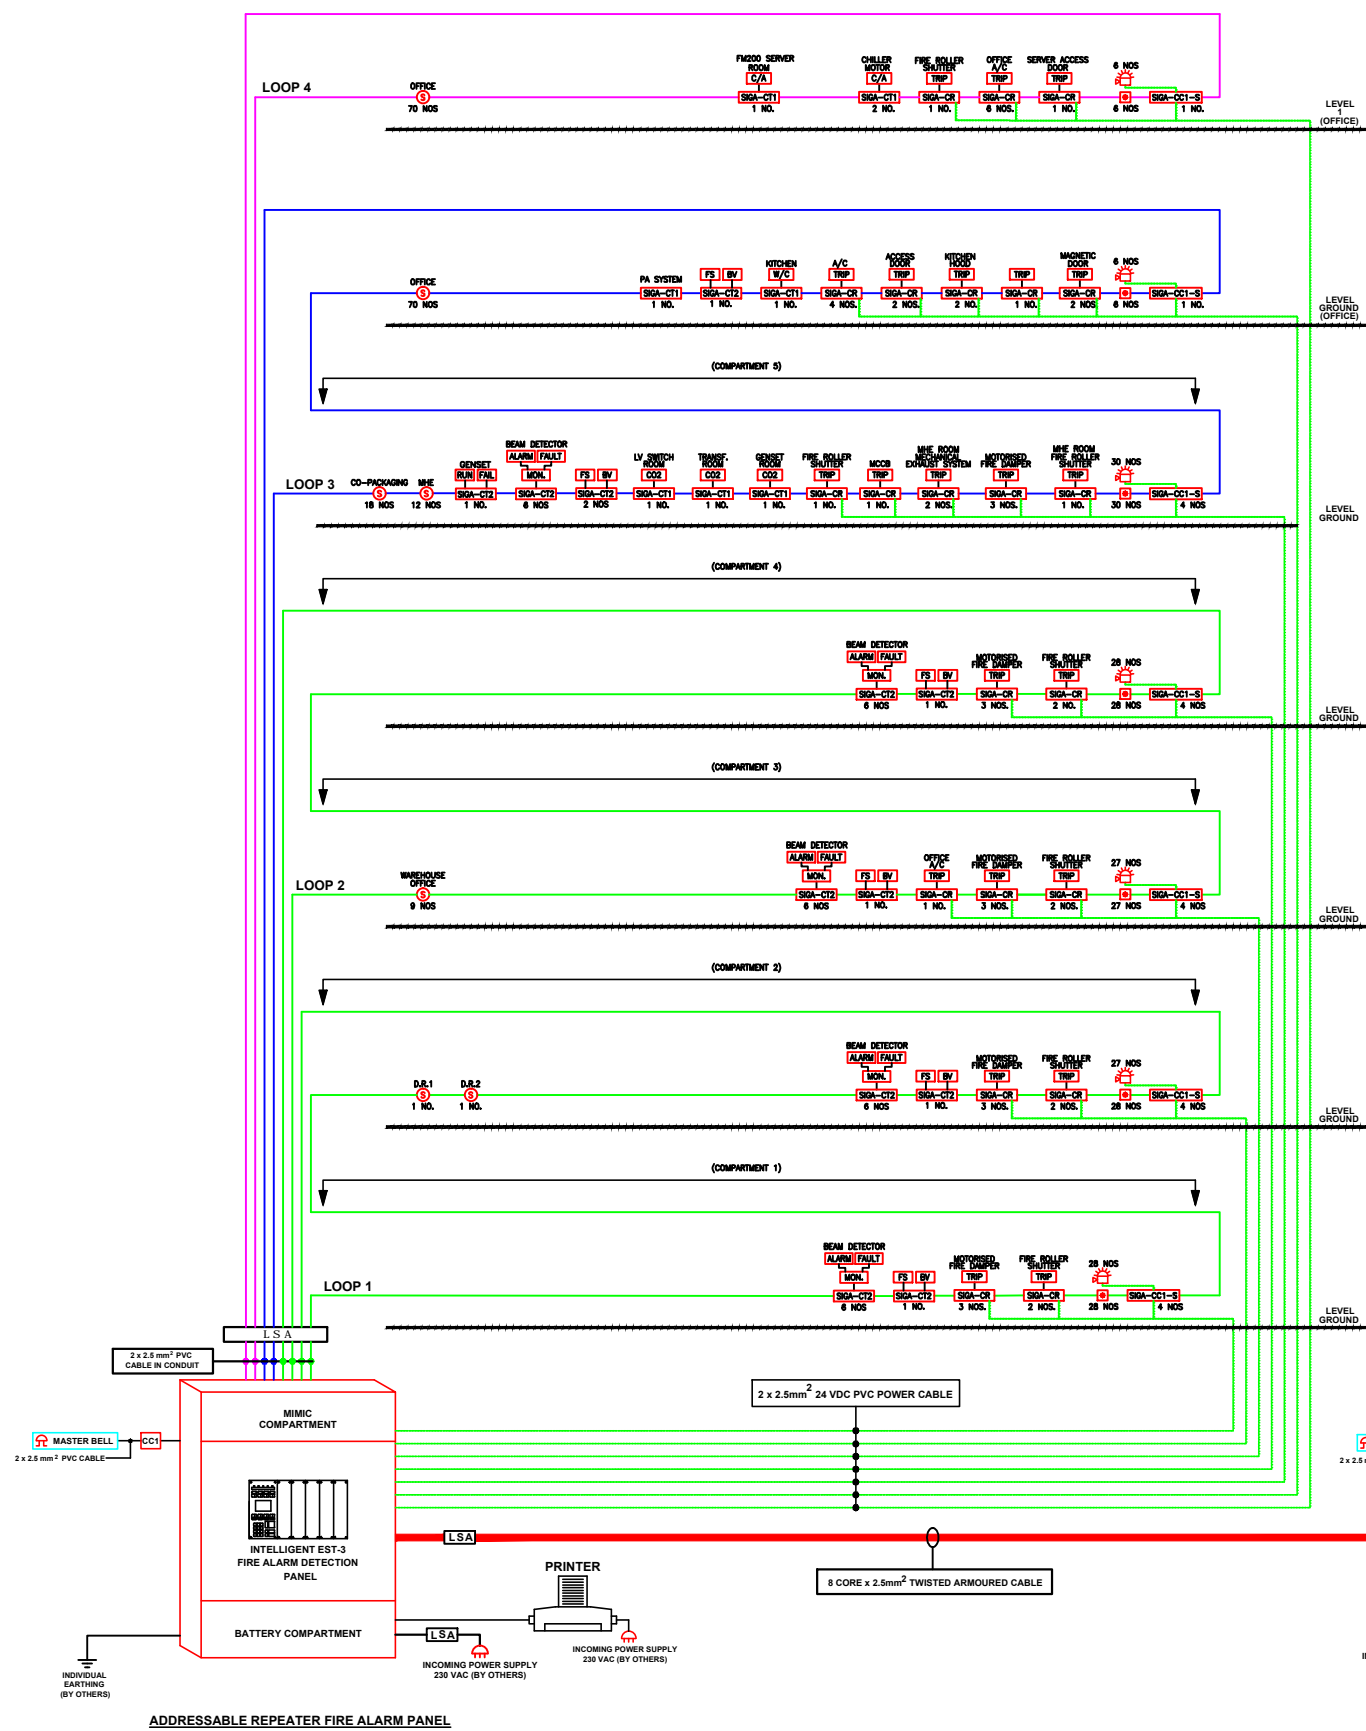 LOOP 4
OFFICE
70 NOS
FM200 SERVER
ROOM
C/A
SIGA-CT1
1 NO.
CHILLER
MOTOR
C/A
SIGA-CT1
2 NO.
FIRE ROLLER
SHUTTER
TRIP
SIGA-CR
1 NO.
OFFICE
A/C
TRIP
SIGA-CR
6 NOS.
SERVER ACCESS
DOOR
TRIP
SIGA-CR
1 NO.
6 NOS
6 NOS
SIGA-CC1-S
1 NO.
LEVEL
1
(OFFICE)
OFFICE
70 NOS
PA SYSTEM
SIGA-CT1
1 NO.
FS BV
SIGA-CT2
1 NO.
KITCHEN
W/C
SIGA-CT1
1 NO.
A/C
TRIP
SIGA-CR
4 NOS.
ACCESS
DOOR
TRIP
SIGA-CR
2 NOS.
KITCHEN
HOOD
TRIP
SIGA-CR
2 NO.
TRIP
SIGA-CR
1 NO.
MAGNETIC
DOOR
TRIP
SIGA-CR
2 NOS
6 NOS
6 NOS
SIGA-CC1-S
1 NO.
LEVEL
GROUND
(OFFICE)
(COMPARTMENT 5)
LOOP 3
CO-PACKAGING
S
18 NOS
MHE
S
12 NOS
GENSET
RUN FAIL
SIGA-CT2
1 NO.
BEAM DETECTOR
ALARM FAULT
MON.
SIGA-CT2
6 NOS
FS BV
SIGA-CT2
2 NOS
LV SWITCH
ROOM
CO2
SIGA-CT1
1 NO.
TRANSF.
ROOM
CO2
SIGA-CT1
1 NO.
GENSET
ROOM
CO2
SIGA-CT1
1 NO.
FIRE ROLLER
SHUTTER
TRIP
SIGA-CR
1 NO.
MCCB
TRIP
SIGA-CR
1 NO.
MHE ROOM
MECHANICAL
EXHAUST SYSTEM
TRIP
SIGA-CR
2 NOS.
MOTORISED
FIRE DAMPER
TRIP
SIGA-CR
3 NOS.
MHE ROOM
FIRE ROLLER
SHUTTER
TRIP
SIGA-CR
1 NO.
30 NOS
30 NOS
SIGA-CC1-S
4 NOS
LEVEL
GROUND
(COMPARTMENT 4)
BEAM DETECTOR
ALARM FAULT
MON.
SIGA-CT2
6 NOS
FS BV
SIGA-CT2
1 NO.
MOTORISED
FIRE DAMPER
TRIP
SIGA-CR
3 NOS.
FIRE ROLLER
SHUTTER
TRIP
SIGA-CR
2 NO.
28 NOS
28 NOS
SIGA-CC1-S
4 NOS
LEVEL
GROUND
(COMPARTMENT 3)
LOOP 2
WAREHOUSE
OFFICE
S
9 NOS
BEAM DETECTOR
ALARM FAULT
MON.
SIGA-CT2
6 NOS
FS BV
SIGA-CT2
1 NO.
OFFICE
A/C
TRIP
SIGA-CR
1 NO.
MOTORISED
FIRE DAMPER
TRIP
SIGA-CR
3 NOS.
FIRE ROLLER
SHUTTER
TRIP
SIGA-CR
2 NOS.
27 NOS
27 NOS
SIGA-CC1-S
4 NOS
LEVEL
GROUND
(COMPARTMENT 2)
D.R.1
S
1 NO.
D.R.2
S
1 NO.
BEAM DETECTOR
ALARM FAULT
MON.
SIGA-CT2
6 NOS
FS BV
SIGA-CT2
1 NO.
MOTORISED
FIRE DAMPER
TRIP
SIGA-CR
3 NOS.
FIRE ROLLER
SHUTTER
TRIP
SIGA-CR
2 NOS.
27 NOS
28 NOS
SIGA-CC1-S
4 NOS
LEVEL
GROUND
(COMPARTMENT 1)
LOOP 1
BEAM DETECTOR
ALARM FAULT
MON.
SIGA-CT2
6 NOS
FS BV
SIGA-CT2
1 NO.
MOTORISED
FIRE DAMPER
TRIP
SIGA-CR
3 NOS.
FIRE ROLLER
SHUTTER
TRIP
SIGA-CR
2 NOS.
28 NOS
28 NOS
SIGA-CC1-S
4 NOS
LEVEL
GROUND
L S A
2 x 2.5 mm² PVC
CABLE IN CONDUIT
MIMIC
COMPARTMENT
2 x 2.5mm² 24 VDC PVC POWER CABLE
MASTER BELL
CC1
2 x 2.5 mm² PVC CABLE
2 x 2.5
INTELLIGENT EST-3
FIRE ALARM DETECTION
PANEL
LSA
8 CORE x 2.5mm² TWISTED ARMOURED CABLE
PRINTER
BATTERY COMPARTMENT
LSA
INCOMING POWER SUPPLY
230 VAC (BY OTHERS)
INCOMING POWER SUPPLY
230 VAC (BY OTHERS)
INDIVIDUAL
EARTHING
(BY OTHERS)
ADDRESSABLE REPEATER FIRE ALARM PANEL